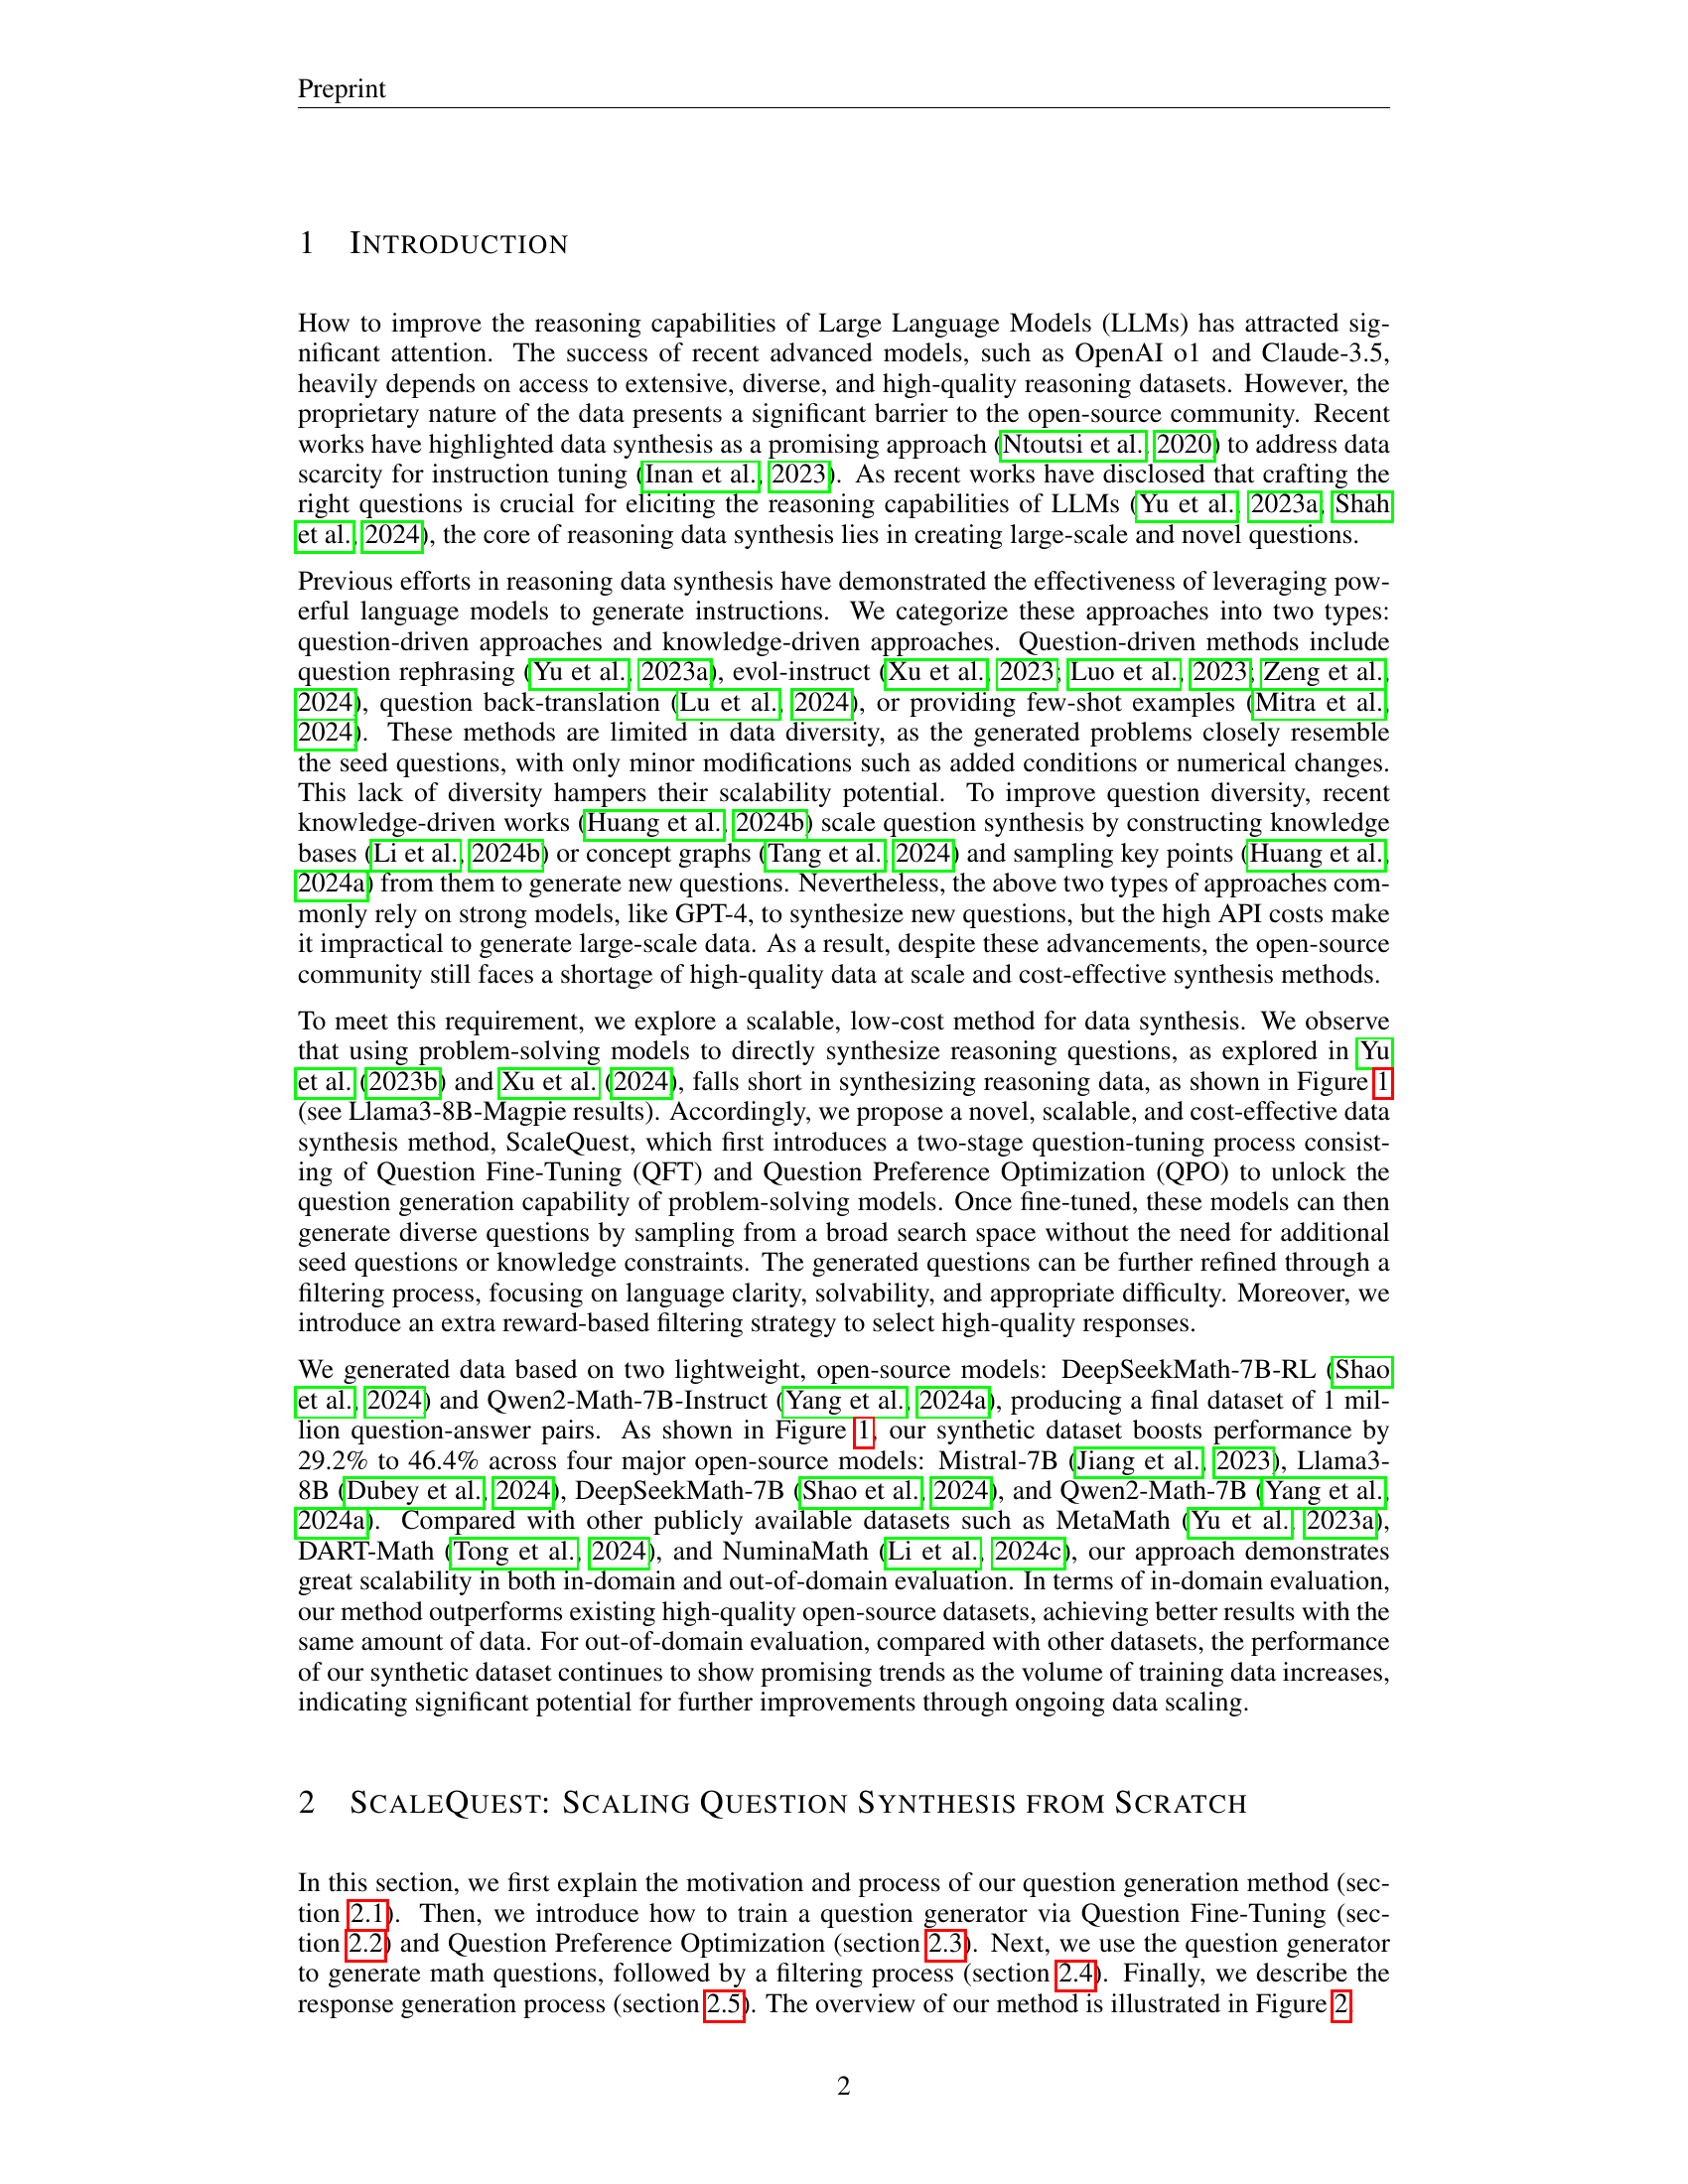 Preprint
1 INTRODUCTION
How to improve the reasoning capabilities of Large Language Models (LLMs) has attracted sig-
nificant attention. The success of recent advanced models, such as OpenAI o1 and Claude-3.5,
heavily depends on access to extensive, diverse, and high-quality reasoning datasets. However, the
proprietary nature of the data presents a significant barrier to the open-source community. Recent
works have highlighted data synthesis as a promising approach (Ntoutsi et al., 2020) to address data
scarcity for instruction tuning (Inan et al., 2023). As recent works have disclosed that crafting the
right questions is crucial for eliciting the reasoning capabilities of LLMs (Yu et al., 2023a; Shah
et al., 2024), the core of reasoning data synthesis lies in creating large-scale and novel questions.
Previous efforts in reasoning data synthesis have demonstrated the effectiveness of leveraging pow-
erful language models to generate instructions. We categorize these approaches into two types:
question-driven approaches and knowledge-driven approaches. Question-driven methods include
question rephrasing (Yu et al., 2023a), evol-instruct (Xu et al., 2023; Luo et al., 2023; Zeng et al.,
2024), question back-translation (Lu et al., 2024), or providing few-shot examples (Mitra et al.,
2024). These methods are limited in data diversity, as the generated problems closely resemble
the seed questions, with only minor modifications such as added conditions or numerical changes.
This lack of diversity hampers their scalability potential. To improve question diversity, recent
knowledge-driven works (Huang et al., 2024b) scale question synthesis by constructing knowledge
bases (Li et al., 2024b) or concept graphs (Tang et al., 2024) and sampling key points (Huang et al.,
2024a) from them to generate new questions. Nevertheless, the above two types of approaches com-
monly rely on strong models, like GPT-4, to synthesize new questions, but the high API costs make
it impractical to generate large-scale data. As a result, despite these advancements, the open-source
community still faces a shortage of high-quality data at scale and cost-effective synthesis methods.
To meet this requirement, we explore a scalable, low-cost method for data synthesis. We observe
that using problem-solving models to directly synthesize reasoning questions, as explored in Yu
et al. (2023b) and Xu et al. (2024), falls short in synthesizing reasoning data, as shown in Figure 1
(see Llama3-8B-Magpie results). Accordingly, we propose a novel, scalable, and cost-effective data
synthesis method, ScaleQuest, which first introduces a two-stage question-tuning process consist-
ing of Question Fine-Tuning (QFT) and Question Preference Optimization (QPO) to unlock the
question generation capability of problem-solving models. Once fine-tuned, these models can then
generate diverse questions by sampling from a broad search space without the need for additional
seed questions or knowledge constraints. The generated questions can be further refined through a
filtering process, focusing on language clarity, solvability, and appropriate difficulty. Moreover, we
introduce an extra reward-based filtering strategy to select high-quality responses.
We generated data based on two lightweight, open-source models: DeepSeekMath-7B-RL (Shao
et al., 2024) and Qwen2-Math-7B-Instruct (Yang et al., 2024a), producing a final dataset of 1 mil-
lion question-answer pairs. As shown in Figure 1, our synthetic dataset boosts performance by
29.2% to 46.4% across four major open-source models: Mistral-7B (Jiang et al., 2023), Llama3-
8B (Dubey et al., 2024), DeepSeekMath-7B (Shao et al., 2024), and Qwen2-Math-7B (Yang et al.,
2024a). Compared with other publicly available datasets such as MetaMath (Yu et al., 2023a),
DART-Math (Tong et al., 2024), and NuminaMath (Li et al., 2024c), our approach demonstrates
great scalability in both in-domain and out-of-domain evaluation. In terms of in-domain evaluation,
our method outperforms existing high-quality open-source datasets, achieving better results with the
same amount of data. For out-of-domain evaluation, compared with other datasets, the performance
of our synthetic dataset continues to show promising trends as the volume of training data increases,
indicating significant potential for further improvements through ongoing data scaling.
2 SCALEQUEST: SCALING QUESTION SYNTHESIS FROM SCRATCH
In this section, we first explain the motivation and process of our question generation method (sec-
tion 2.1). Then, we introduce how to train a question generator via Question Fine-Tuning (sec-
tion 2.2) and Question Preference Optimization (section 2.3). Next, we use the question generator
to generate math questions, followed by a filtering process (section 2.4). Finally, we describe the
response generation process (section 2.5). The overview of our method is illustrated in Figure 2.
2